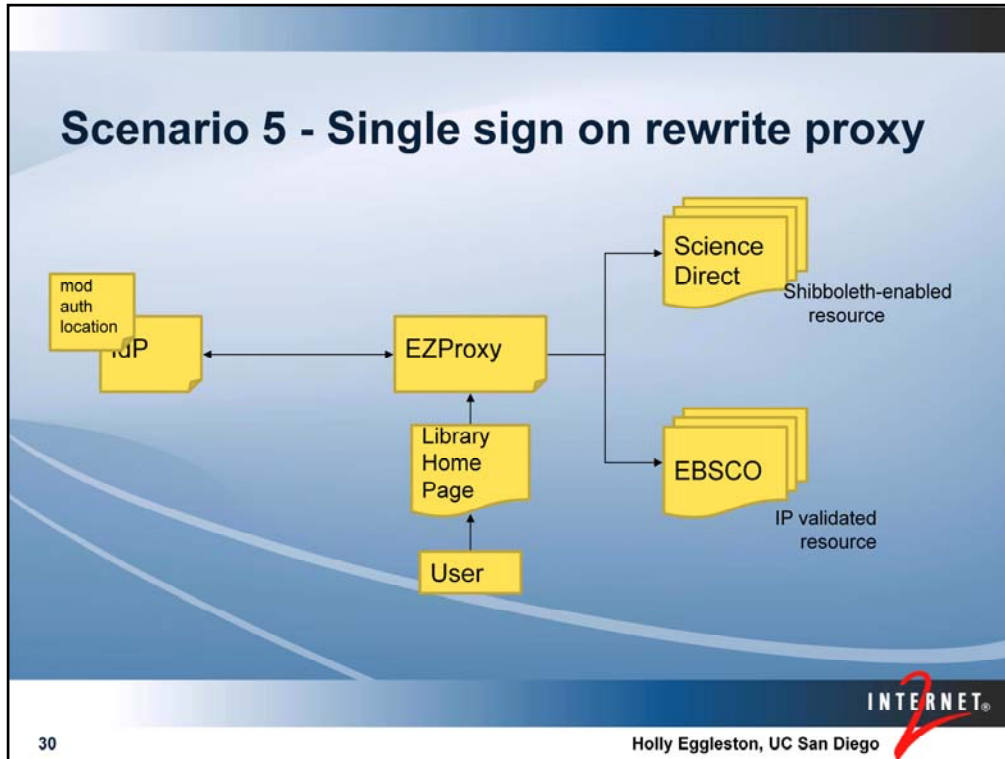 Scenario 5 - Single sign on rewrite proxy
mod
auth
location
IdP
EZProxy
Library
Home
Page
User
Science
Direct
Shibboleth-enabled
resource
EBSCO
IP validated
resource
INTERNET®
2
30
Holly Eggleston, UC San Diego